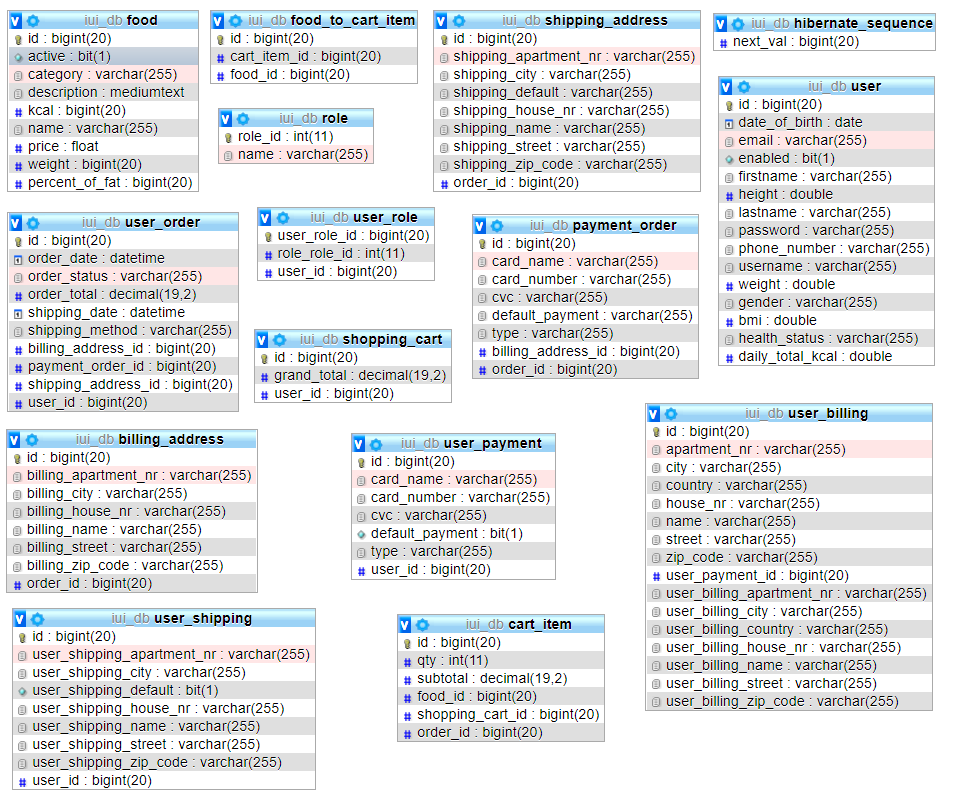 iui_db food
id : bigint(20)
active : bit(1)
category : varchar(255)
description : mediumtext
kcal : bigint(20)
name : varchar(255)
price : float
weight : bigint(20)
percent_of_fat : bigint(20)
iui_db food_to_cart_item
id : bigint(20)
cart_item_id : bigint(20)
food_id : bigint(20)
iui_db role
role_id : int(11)
name : varchar(255)
iui_db shipping_address
id : bigint(20)
shipping_apartment_nr : varchar(255)
shipping_city : varchar(255)
shipping_default : varchar(255)
shipping_house_nr : varchar(255)
shipping_name : varchar(255)
shipping_street : varchar(255)
shipping_zip_code : varchar(255)
order_id : bigint(20)
iui_db hibernate_sequence
next_val : bigint(20)
iui_db user
id : bigint(20)
date_of_birth : date
email : varchar(255)
enabled : bit(1)
firstname : varchar(255)
height : double
lastname : varchar(255)
password : varchar(255)
phone_number : varchar(255)
username : varchar(255)
weight : double
gender : varchar(255)
bmi : double
health_status : varchar(255)
daily_total_kcal : double
iui_db user_order
id : bigint(20)
order_date : datetime
order_status : varchar(255)
order_total : decimal(19,2)
shipping_date : datetime
shipping_method : varchar(255)
billing_address_id : bigint(20)
payment_order_id : bigint(20)
shipping_address_id : bigint(20)
user_id : bigint(20)
iui_db user_role
user_role_id : bigint(20)
role_role_id : int(11)
user_id : bigint(20)
iui_db payment_order
id : bigint(20)
card_name : varchar(255)
card_number : varchar(255)
cvc : varchar(255)
default_payment : varchar(255)
type : varchar(255)
billing_address_id : bigint(20)
order_id : bigint(20)
iui_db shopping_cart
id : bigint(20)
grand_total : decimal(19,2)
user_id : bigint(20)
iui_db billing_address
id : bigint(20)
billing_apartment_nr : varchar(255)
billing_city : varchar(255)
billing_house_nr : varchar(255)
billing_name : varchar(255)
billing_street : varchar(255)
billing_zip_code : varchar(255)
order_id : bigint(20)
iui_db user_payment
id : bigint(20)
card_name : varchar(255)
card_number : varchar(255)
cvc : varchar(255)
default_payment : bit(1)
type : varchar(255)
user_id : bigint(20)
iui_db user_billing
id : bigint(20)
apartment_nr : varchar(255)
city : varchar(255)
country : varchar(255)
house_nr : varchar(255)
name : varchar(255)
street : varchar(255)
zip_code : varchar(255)
user_payment_id : bigint(20)
user_billing_apartment_nr : varchar(255)
user_billing_city : varchar(255)
user_billing_country : varchar(255)
user_billing_house_nr : varchar(255)
user_billing_name : varchar(255)
user_billing_street : varchar(255)
user_billing_zip_code : varchar(255)
iui_db user_shipping
id : bigint(20)
user_shipping_apartment_nr : varchar(255)
user_shipping_city : varchar(255)
user_shipping_default : bit(1)
user_shipping_house_nr : varchar(255)
user_shipping_name : varchar(255)
user_shipping_street : varchar(255)
user_shipping_zip_code : varchar(255)
user_id : bigint(20)
iui_db cart_item
id : bigint(20)
qty : int(11)
subtotal : decimal(19,2)
food_id : bigint(20)
shopping_cart_id : bigint(20)
order_id : bigint(20)